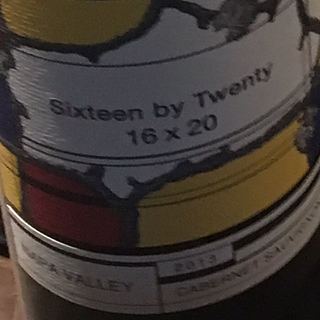 Sixteen by Twenty
16 x 20
NAPA VALLEY
2013
CABERNET SAUVIGNON